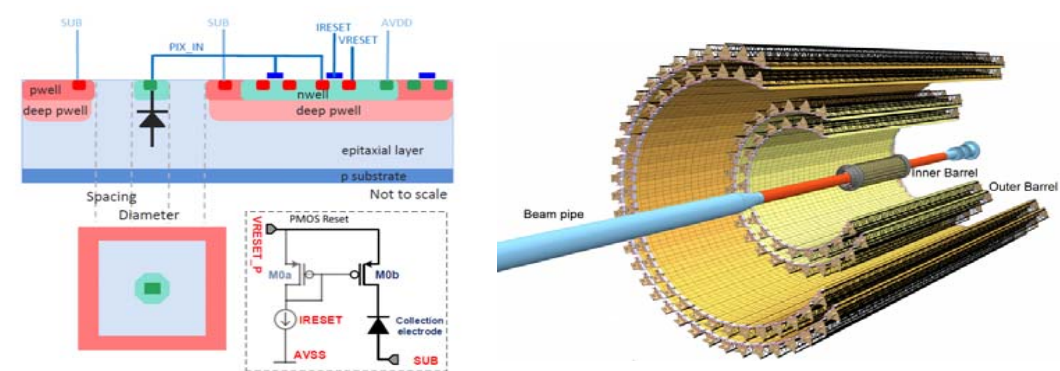 SUB
SUB
IRESET
AVDD
PIX_IN
VRESET
pwell
nwell
deep pwell
deep pwell
epitaxial layer
p substrate
Spacing
Not to scale
Diameter
PMOS Reset
VRESET_P
M0a
M0b
IRESET
Collection
electrode
AVSS
SUB
Inner Barrel
Outer Barrel
Beam pipe